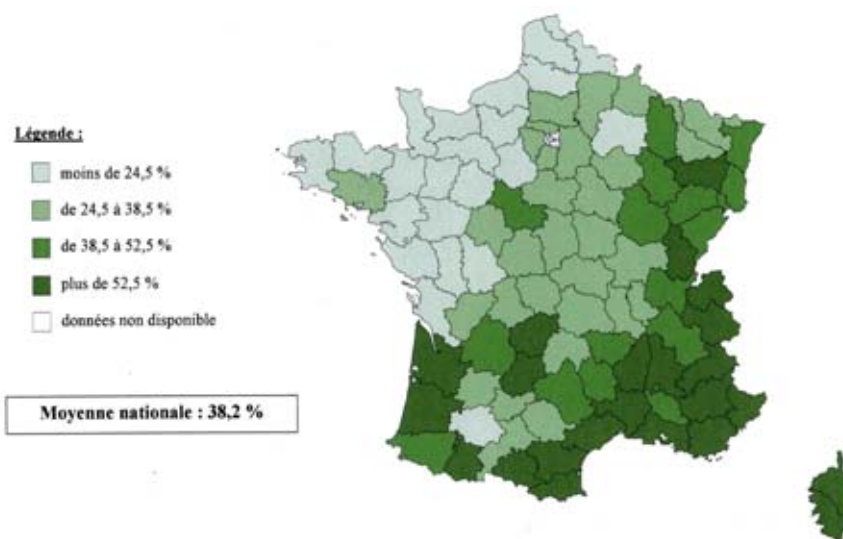 Légende :
moins de 24,5 %
de 24,5 à 38,5 %
de 38,5 à 52,5 %
plus de 52,5 %
données non disponible
Moyenne nationale : 38,2 %